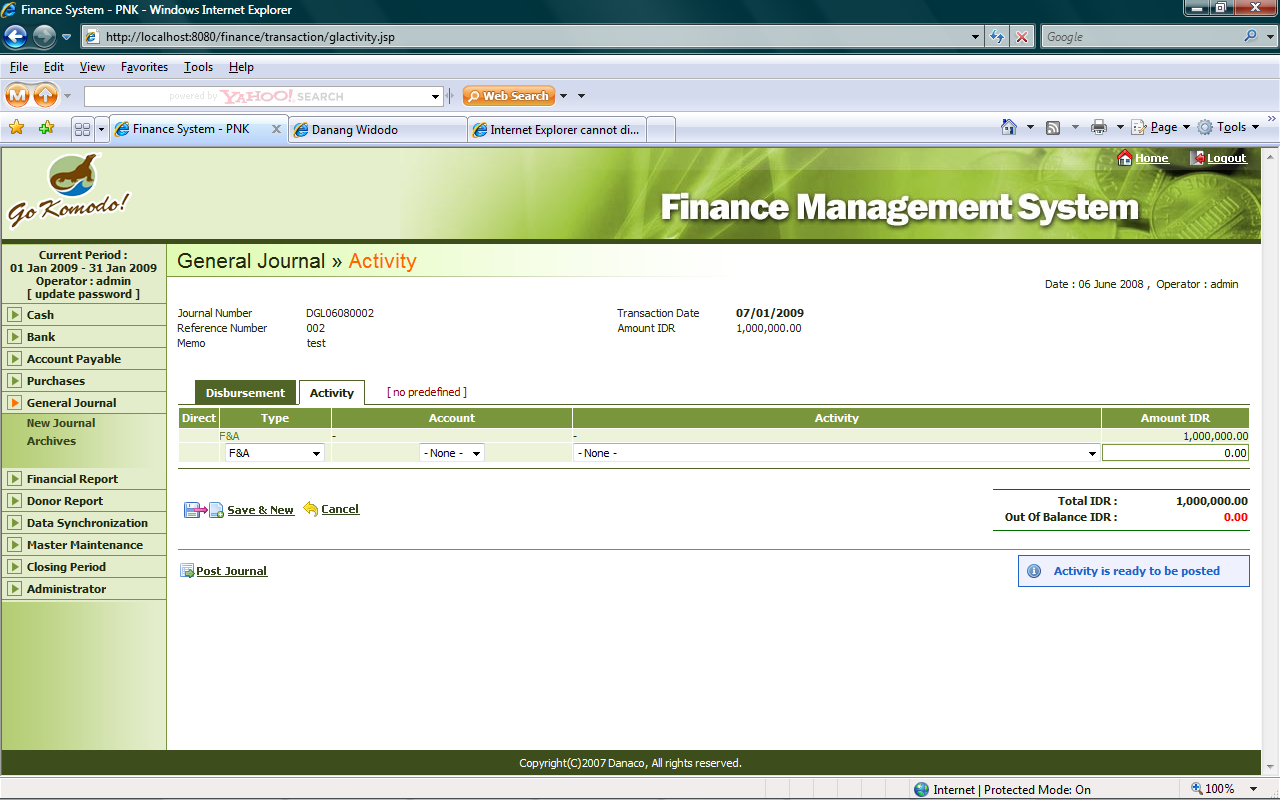 Finance System - PNK - Windows Internet Explorer
http://localhost:8080/finance/transaction/glactivity.jsp
Google
File Edit View Favorites Tools Help
powered by YAHOO! SEARCH
Web Search
Finance System - PNK
Danang Widodo
Internet Explorer cannot di...
Page
Tools
Go Komodo!
Home
Logout
Finance Management System
Current Period :
01 Jan 2009 - 31 Jan 2009
Operator : admin
[ update password ]
Cash
Bank
Account Payable
Purchases
General Journal
New Journal
Archives
Financial Report
Donor Report
Data Synchronization
Master Maintenance
Closing Period
Administrator
General Journal » Activity
Date : 06 June 2008 , Operator : admin
Journal Number DGL06080002 Transaction Date 07/01/2009
Reference Number 002 Amount IDR 1,000,000.00
Memo test
Disbursement Activity [ no predefined ]
Direct Type Account Activity Amount IDR
F&A - - 1,000,000.00
F&A - None - - None - 0.00
Save & New Cancel
Total IDR : 1,000,000.00
Out Of Balance IDR : 0.00
Post Journal
Activity is ready to be posted
Copyright(C)2007 Danaco, All rights reserved.
Internet | Protected Mode: On
100%